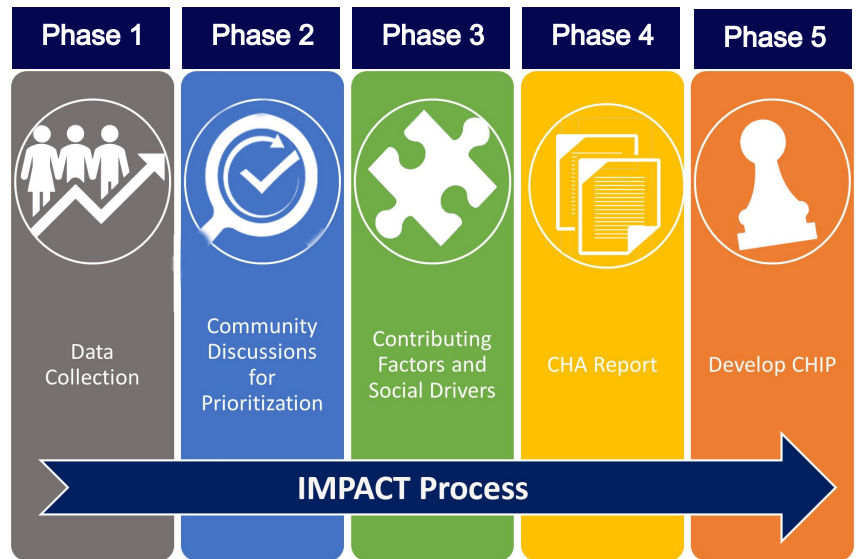 Phase 1
Phase 2
Phase 3
Phase 4
Phase 5
Data
Collection
Community
Discussions
for
Prioritization
Contributing
Factors and
Social Drivers
CHA Report
Develop CHIP
IMPACT Process